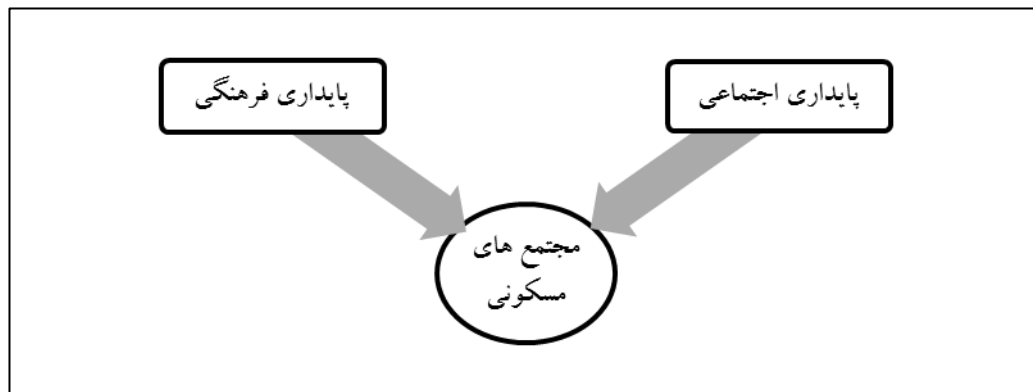 پایداری اجتماعی
پایداری فرهنگی
مجتمع های
مسکونی